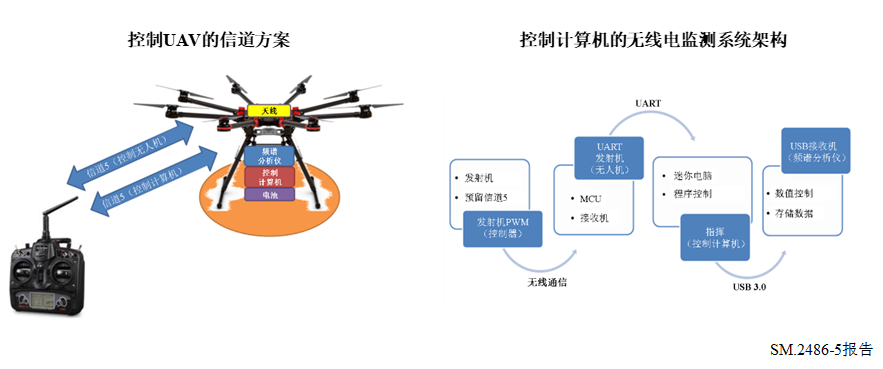 控制UAV的信道方案
控制计算机的无线电监测系统架构
天线
频谱
分析仪
控制
计算机
电池
信道5（控制无人机）
信道5（控制计算机）
UART
UART
发射机
（无人机）
USB接收机
（频谱分析仪）
• 发射机
• 预留信道5
• 迷你电脑
• 程序控制
• MCU
• 接收机
• 数值控制
• 存储数据
发射机PWM
（控制器）
指挥
（控制计算机）
无线通信
USB 3.0
SM.2486-5报告